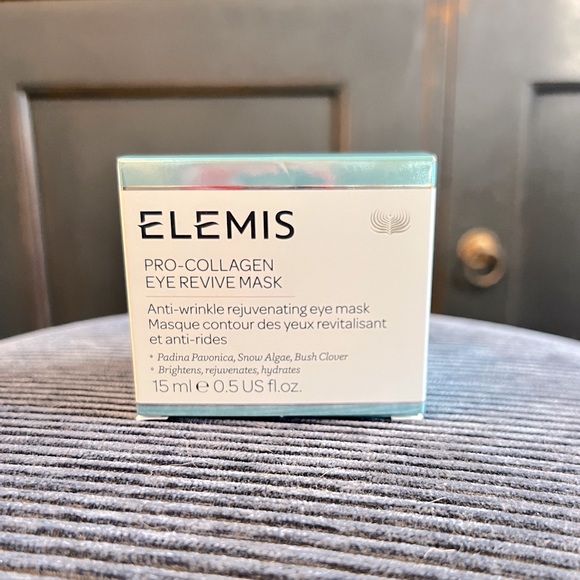 ELEMIS
PRO-COLLAGEN
EYE REVIVE MASK
Anti-wrinkle rejuvenating eye mask
Masque contour des yeux revitalisant
et anti-rides
* Padina Pavonica, Snow Algae, Bush Clover
* Brightens, rejuvenates, hydrates
15 ml ℮ 0.5 US fl.oz.